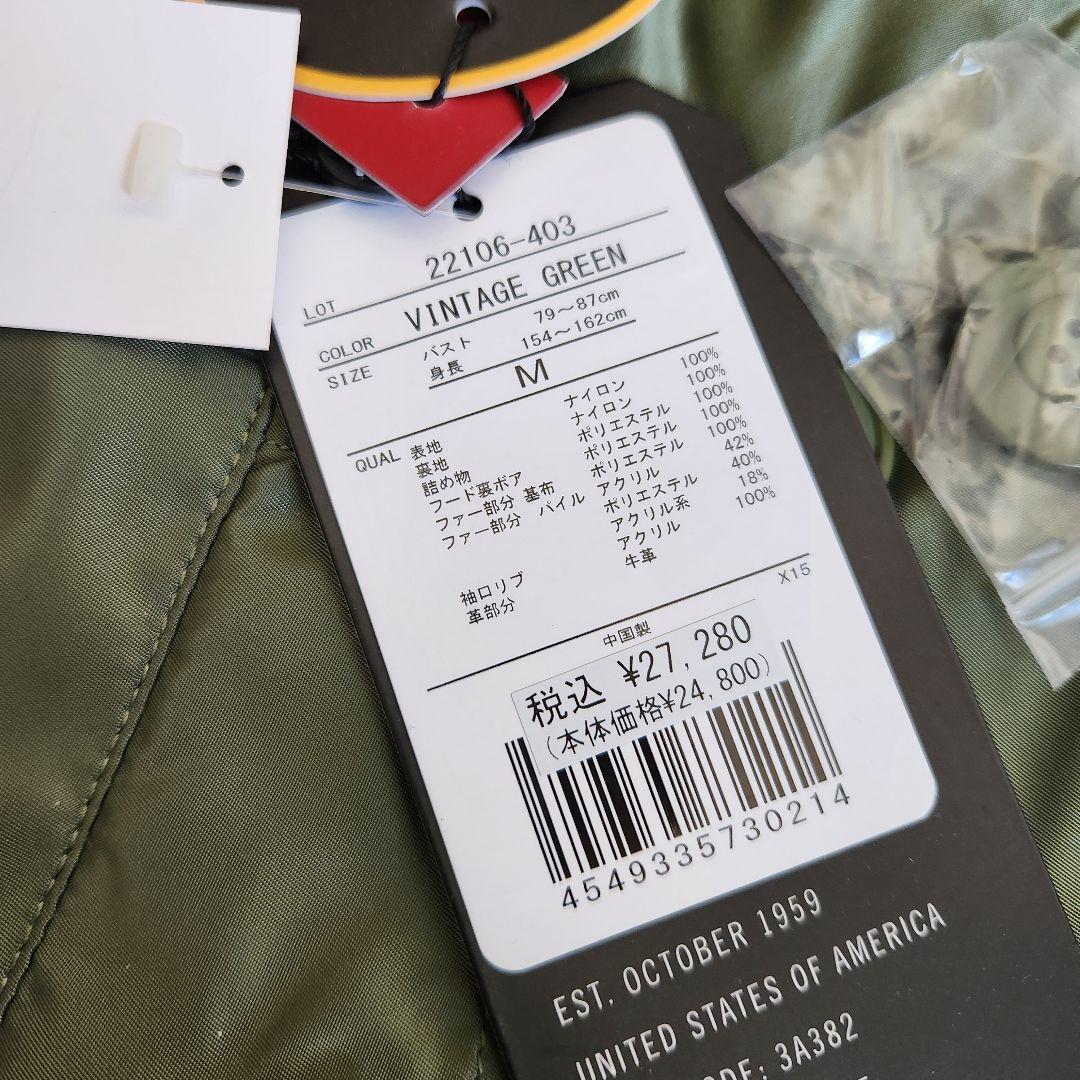 LOT 22106-403
COLOR VINTAGE GREEN
SIZE バスト 79～87cm
身長 154～162cm
M
QUAL 表地 ナイロン 100%
裏地 ナイロン 100%
詰め物 ポリエステル 100%
フード裏ボア ポリエステル 100%
ファー部分 基布 ポリエステル 100%
ファー部分 パイル アクリル 42%
ポリエステル 40%
アクリル系 18%
袖口リブ アクリル 100%
革部分 牛革
X15
中国製
税込 ¥27,280
(本体価格¥24,800)
4549335730214
EST. OCTOBER 1959
UNITED STATES OF AMERICA
3A382